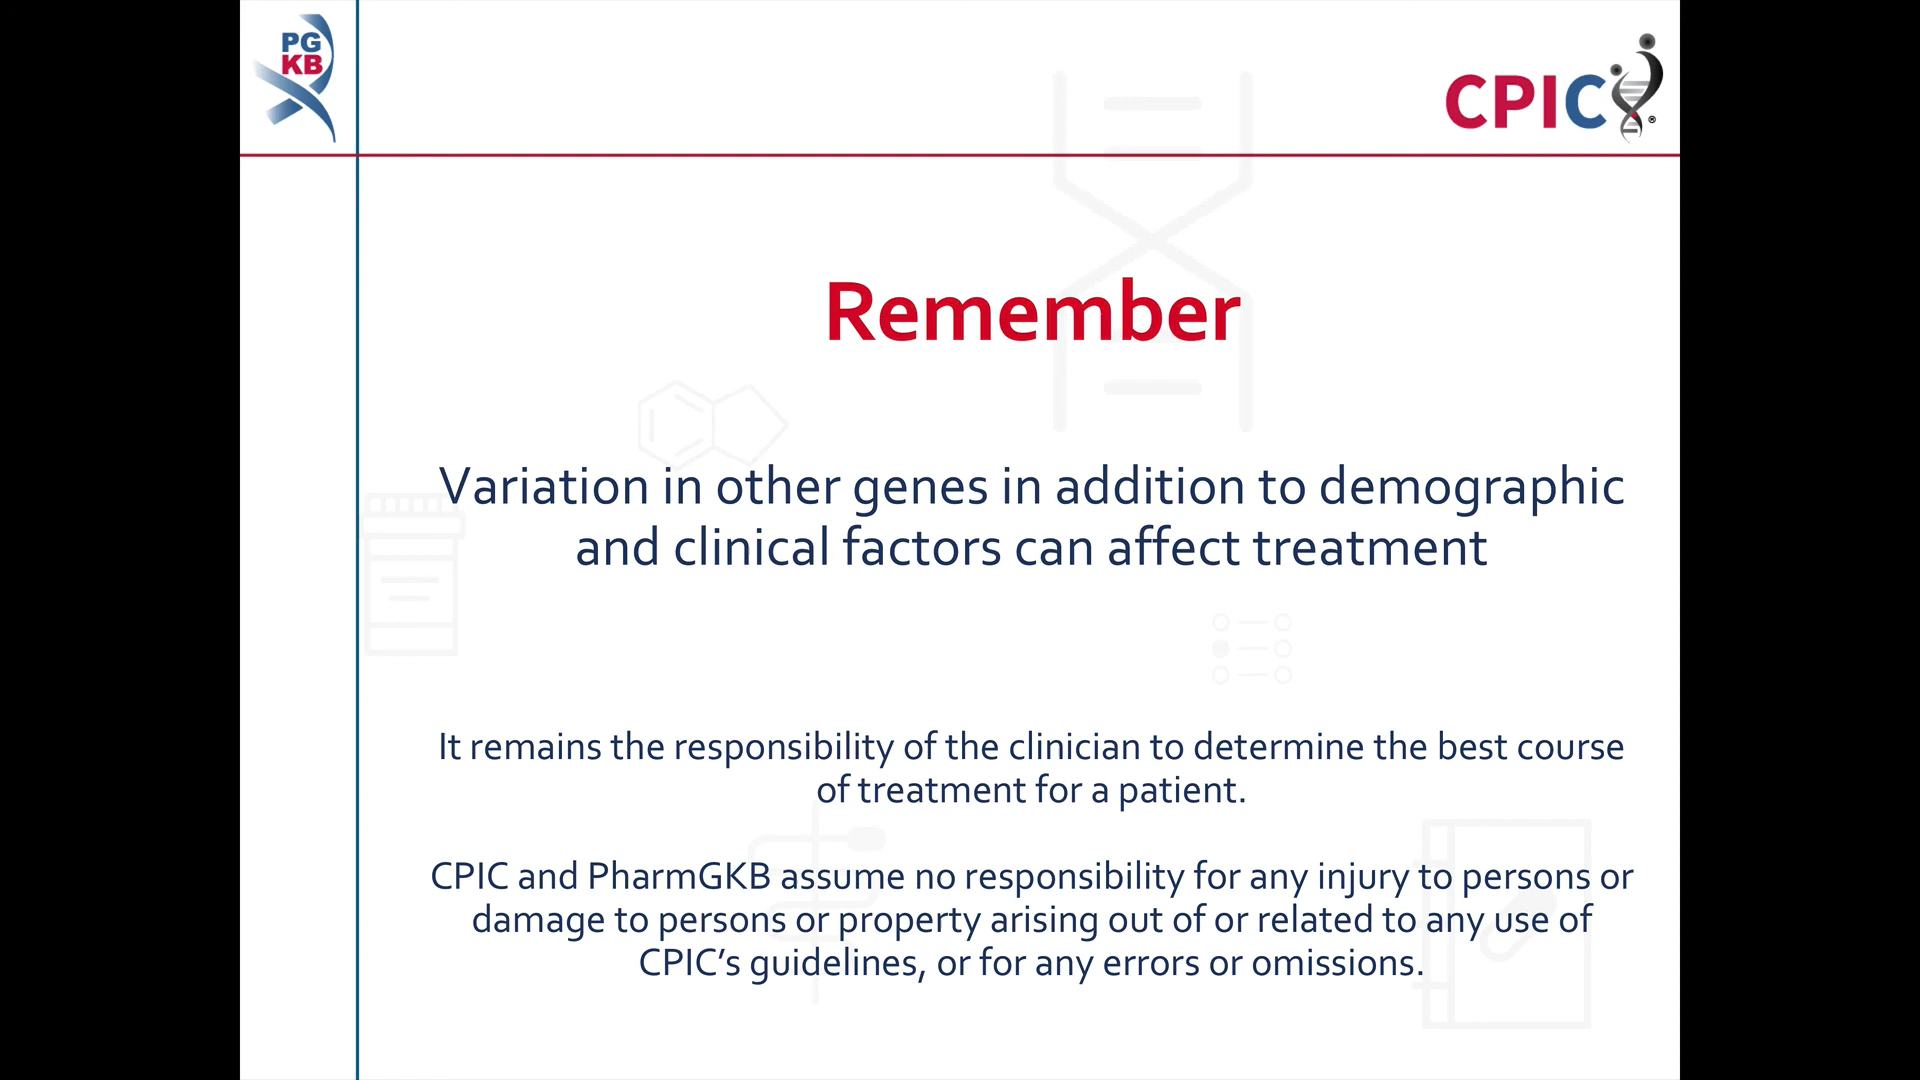 PG
KB
CPIC®
Remember
Variation in other genes in addition to demographic
and clinical factors can affect treatment
It remains the responsibility of the clinician to determine the best course
of treatment for a patient.
CPIC and PharmGKB assume no responsibility for any injury to persons or
damage to persons or property arising out of or related to any use of
CPIC’s guidelines, or for any errors or omissions.